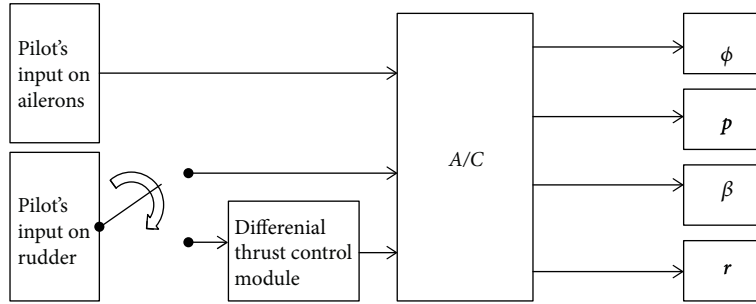 Pilot's
input on
ailerons
Pilot's
input on
rudder
Differenial
thrust control
module
A/C
ϕ
p
β
r